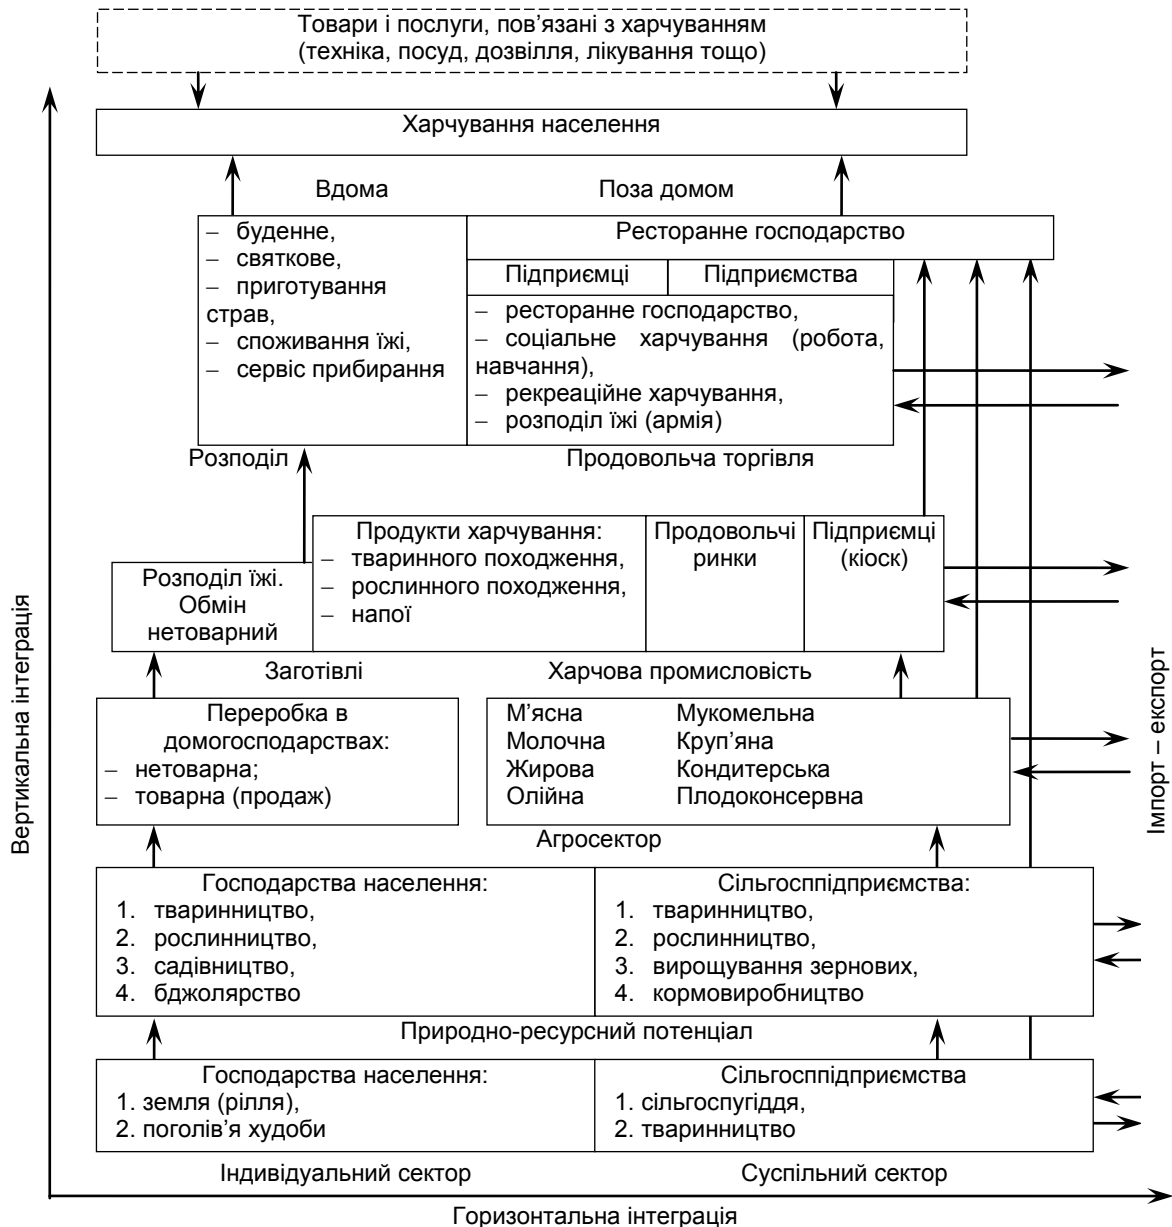 Товари і послуги, пов’язані з харчуванням
(техніка, посуд, дозвілля, лікування тощо)
Харчування населення
Вдома
Поза домом
– буденне,
– святкове,
– приготування
страв,
– споживання їжі,
– сервіс прибирання
Ресторанне господарство
Підприємці
Підприємства
– ресторанне господарство,
– соціальне харчування (робота,
навчання),
– рекреаційне харчування,
– розподіл їжі (армія)
Розподіл
Продовольча торгівля
Розподіл їжі.
Обмін
нетоварний
Продукти харчування:
– тваринного походження,
– рослинного походження,
– напої
Продовольчі
ринки
Підприємці
(кіоск)
Заготівлі
Харчова промисловість
Переробка в
домогосподарствах:
– нетоварна;
– товарна (продаж)
М’ясна
Молочна
Жирова
Олійна
Мукомельна
Круп’яна
Кондитерська
Плодоконсервна
Агросектор
Господарства населення:
1. тваринництво,
2. рослинництво,
3. садівництво,
4. бджолярство
Сільгосппідприємства:
1. тваринництво,
2. рослинництво,
3. вирощування зернових,
4. кормовиробництво
Природно-ресурсний потенціал
Господарства населення:
1. земля (рілля),
2. поголів’я худоби
Сільгосппідприємства
1. сільгоспугіддя,
2. тваринництво
Індивідуальний сектор
Суспільний сектор
Горизонтальна інтеграція
Вертикальна інтеграція
Імпорт – експорт